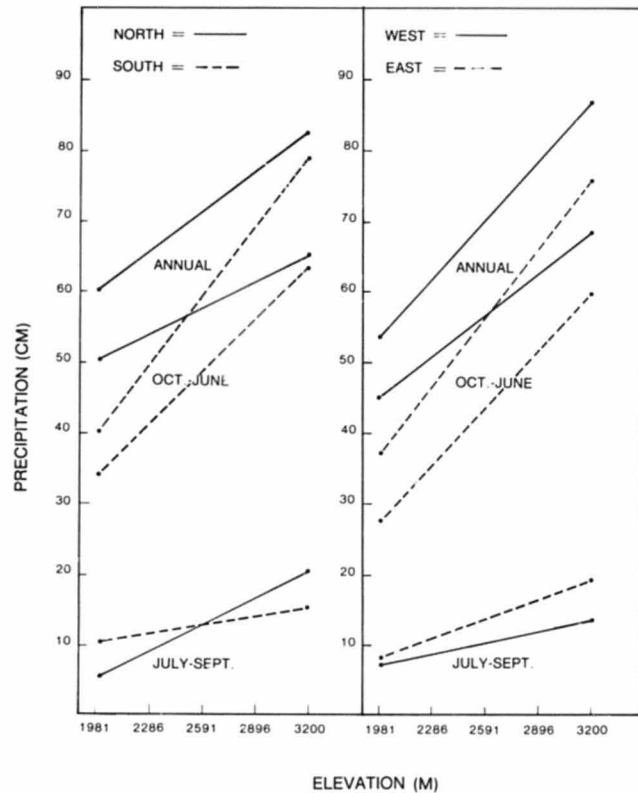 NORTH =
SOUTH =
WEST =
EAST =
90
80
70
60
50
40
30
20
10
ANNUAL
OCT.-JUNE
JULY-SEPT.
1981 2286 2591 2896 3200
90
80
70
60
50
40
30
20
10
ANNUAL
OCT.-JUNE
JULY-SEPT.
1981 2286 2591 2896 3200
PRECIPITATION (CM)
ELEVATION (M)